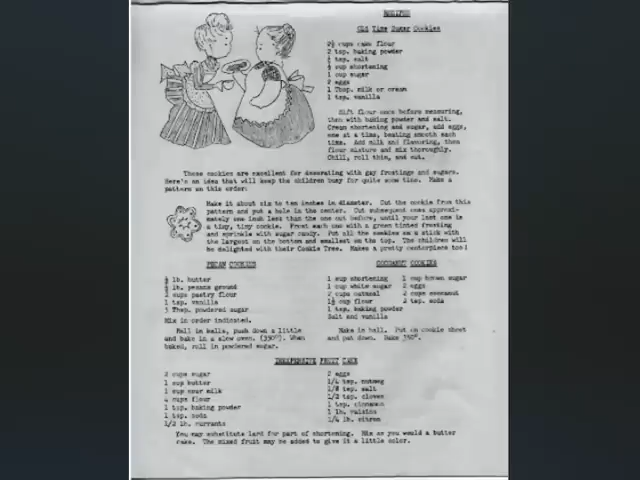 RECIPES
Old Time Sugar Cookies
2½ cups cake flour
2 tsp. baking powder
½ tsp. salt
½ cup shortening
1 cup sugar
2 eggs
1 Tbsp. milk or cream
1 tsp. vanilla
Sift flour once before measuring,
then with baking powder and salt.
Cream shortening and sugar, add eggs,
one at a time, beating smooth each
time. Add milk and flavoring, then
flour mixture and mix thoroughly.
Chill, roll thin, and cut.
These cookies are excellent for decorating with gay frostings and sugars.
Here's an idea that will keep the children busy for quite some time. Make a
pattern on this order:
Make it about six to ten inches in diameter. Cut the cookie from this
pattern and put a hole in the center. Cut subsequent ones approxi-
mately one inch less than the one cut before, until your last one is
a tiny, tiny cookie. Frost each one with a green tinted frosting
and sprinkle with sugar candy. Put all the cookies on a stick with
the largest on the bottom and smallest on the top. The children will
be delighted with their Cookie Tree. Makes a pretty centerpiece too!
PECAN COOKIES
½ lb. butter
½ lb. pecans ground
2 cups pastry flour
1 tsp. vanilla
3 Tbsp. powdered sugar
Mix in order indicated.
Roll in balls, push down a little
and bake in a slow oven. (350°). When
baked, roll in powdered sugar.
COCOANUT COOKIES
1 cup shortening 1 cup brown sugar
1 cup white sugar 2 eggs
2 cups oatmeal 2 cups cocoanut
1½ cup flour 2 tsp. soda
1 tsp. baking powder
Salt and vanilla
Make in ball. Put on cookie sheet
and pat down. Bake 350°.
INEXPENSIVE FRUIT CAKE
2 cups sugar 2 eggs
1 cup butter 1/4 tsp. nutmeg
1 cup sour milk 1/8 tsp. salt
4 cups flour 1/2 tsp. cloves
1 tsp. baking powder 1 tsp. cinnamon
1 tsp. soda 1 lb. raisins
1/2 lb. currants 1/4 lb. citron
You may substitute lard for part of shortening. Mix as you would a butter
cake. The mixed fruit may be added to give it a little color.